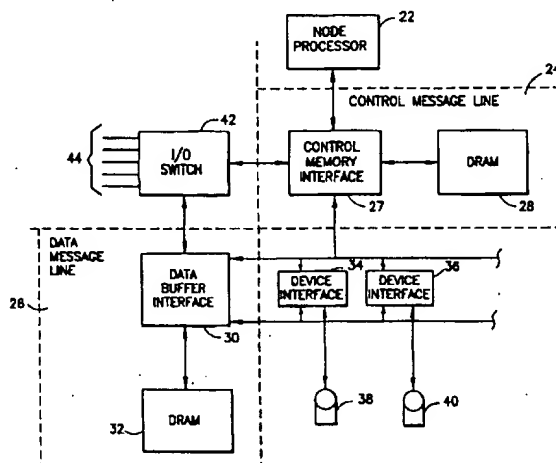 NODE
PROCESSOR
22
24
CONTROL MESSAGE LINE
42
44
I/O
SWITCH
CONTROL
MEMORY
INTERFACE
27
DRAM
28
DATA
MESSAGE
LINE
26
DATA
BUFFER
INTERFACE
30
34
DEVICE
INTERFACE
36
DEVICE
INTERFACE
32
DRAM
38
40